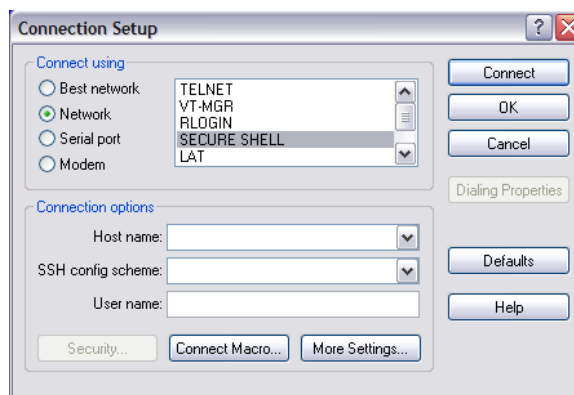 Connection Setup
Connect using
Best network
Network
Serial port
Modem
TELNET
VT-MGR
RLOGIN
SECURE SHELL
LAT
Connect
OK
Cancel
Dialing Properties
Connection options
Host name:
SSH config scheme:
User name:
Defaults
Help
Security...
Connect Macro...
More Settings...